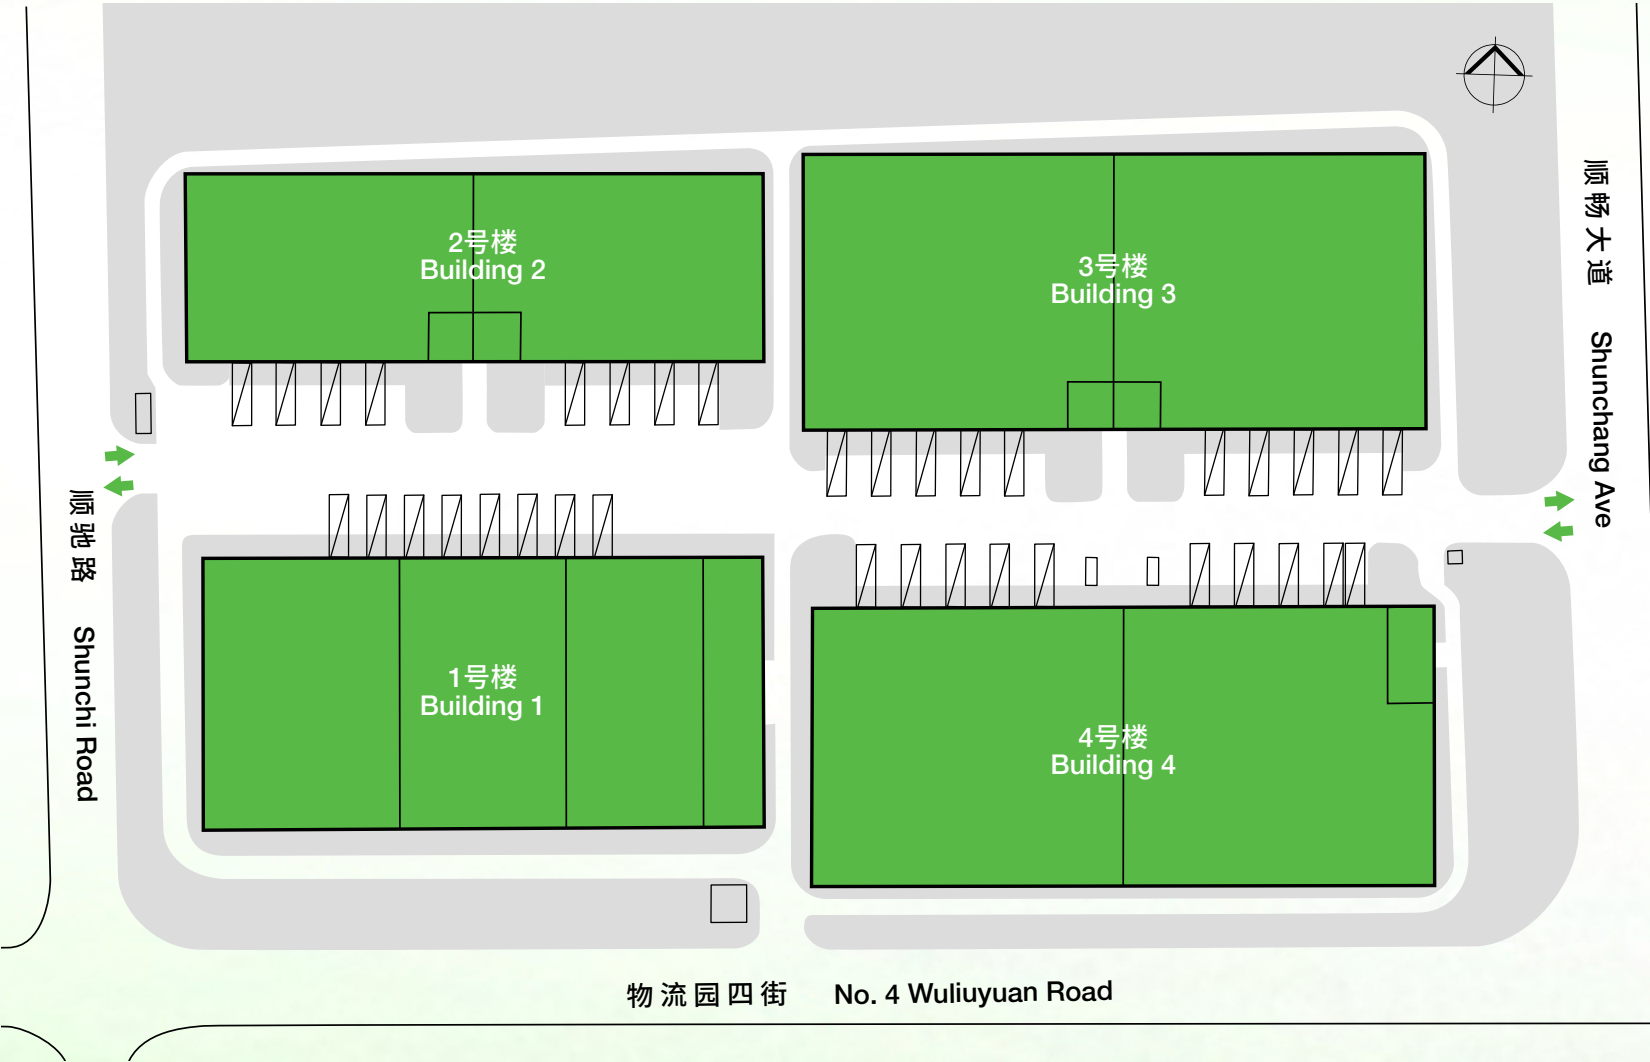 2号楼
Building 2
3号楼
Building 3
顺畅大道 Shunchang Ave
顺驰路 Shunchi Road
1号楼
Building 1
4号楼
Building 4
物流园四街 No. 4 Wuliuyuan Road